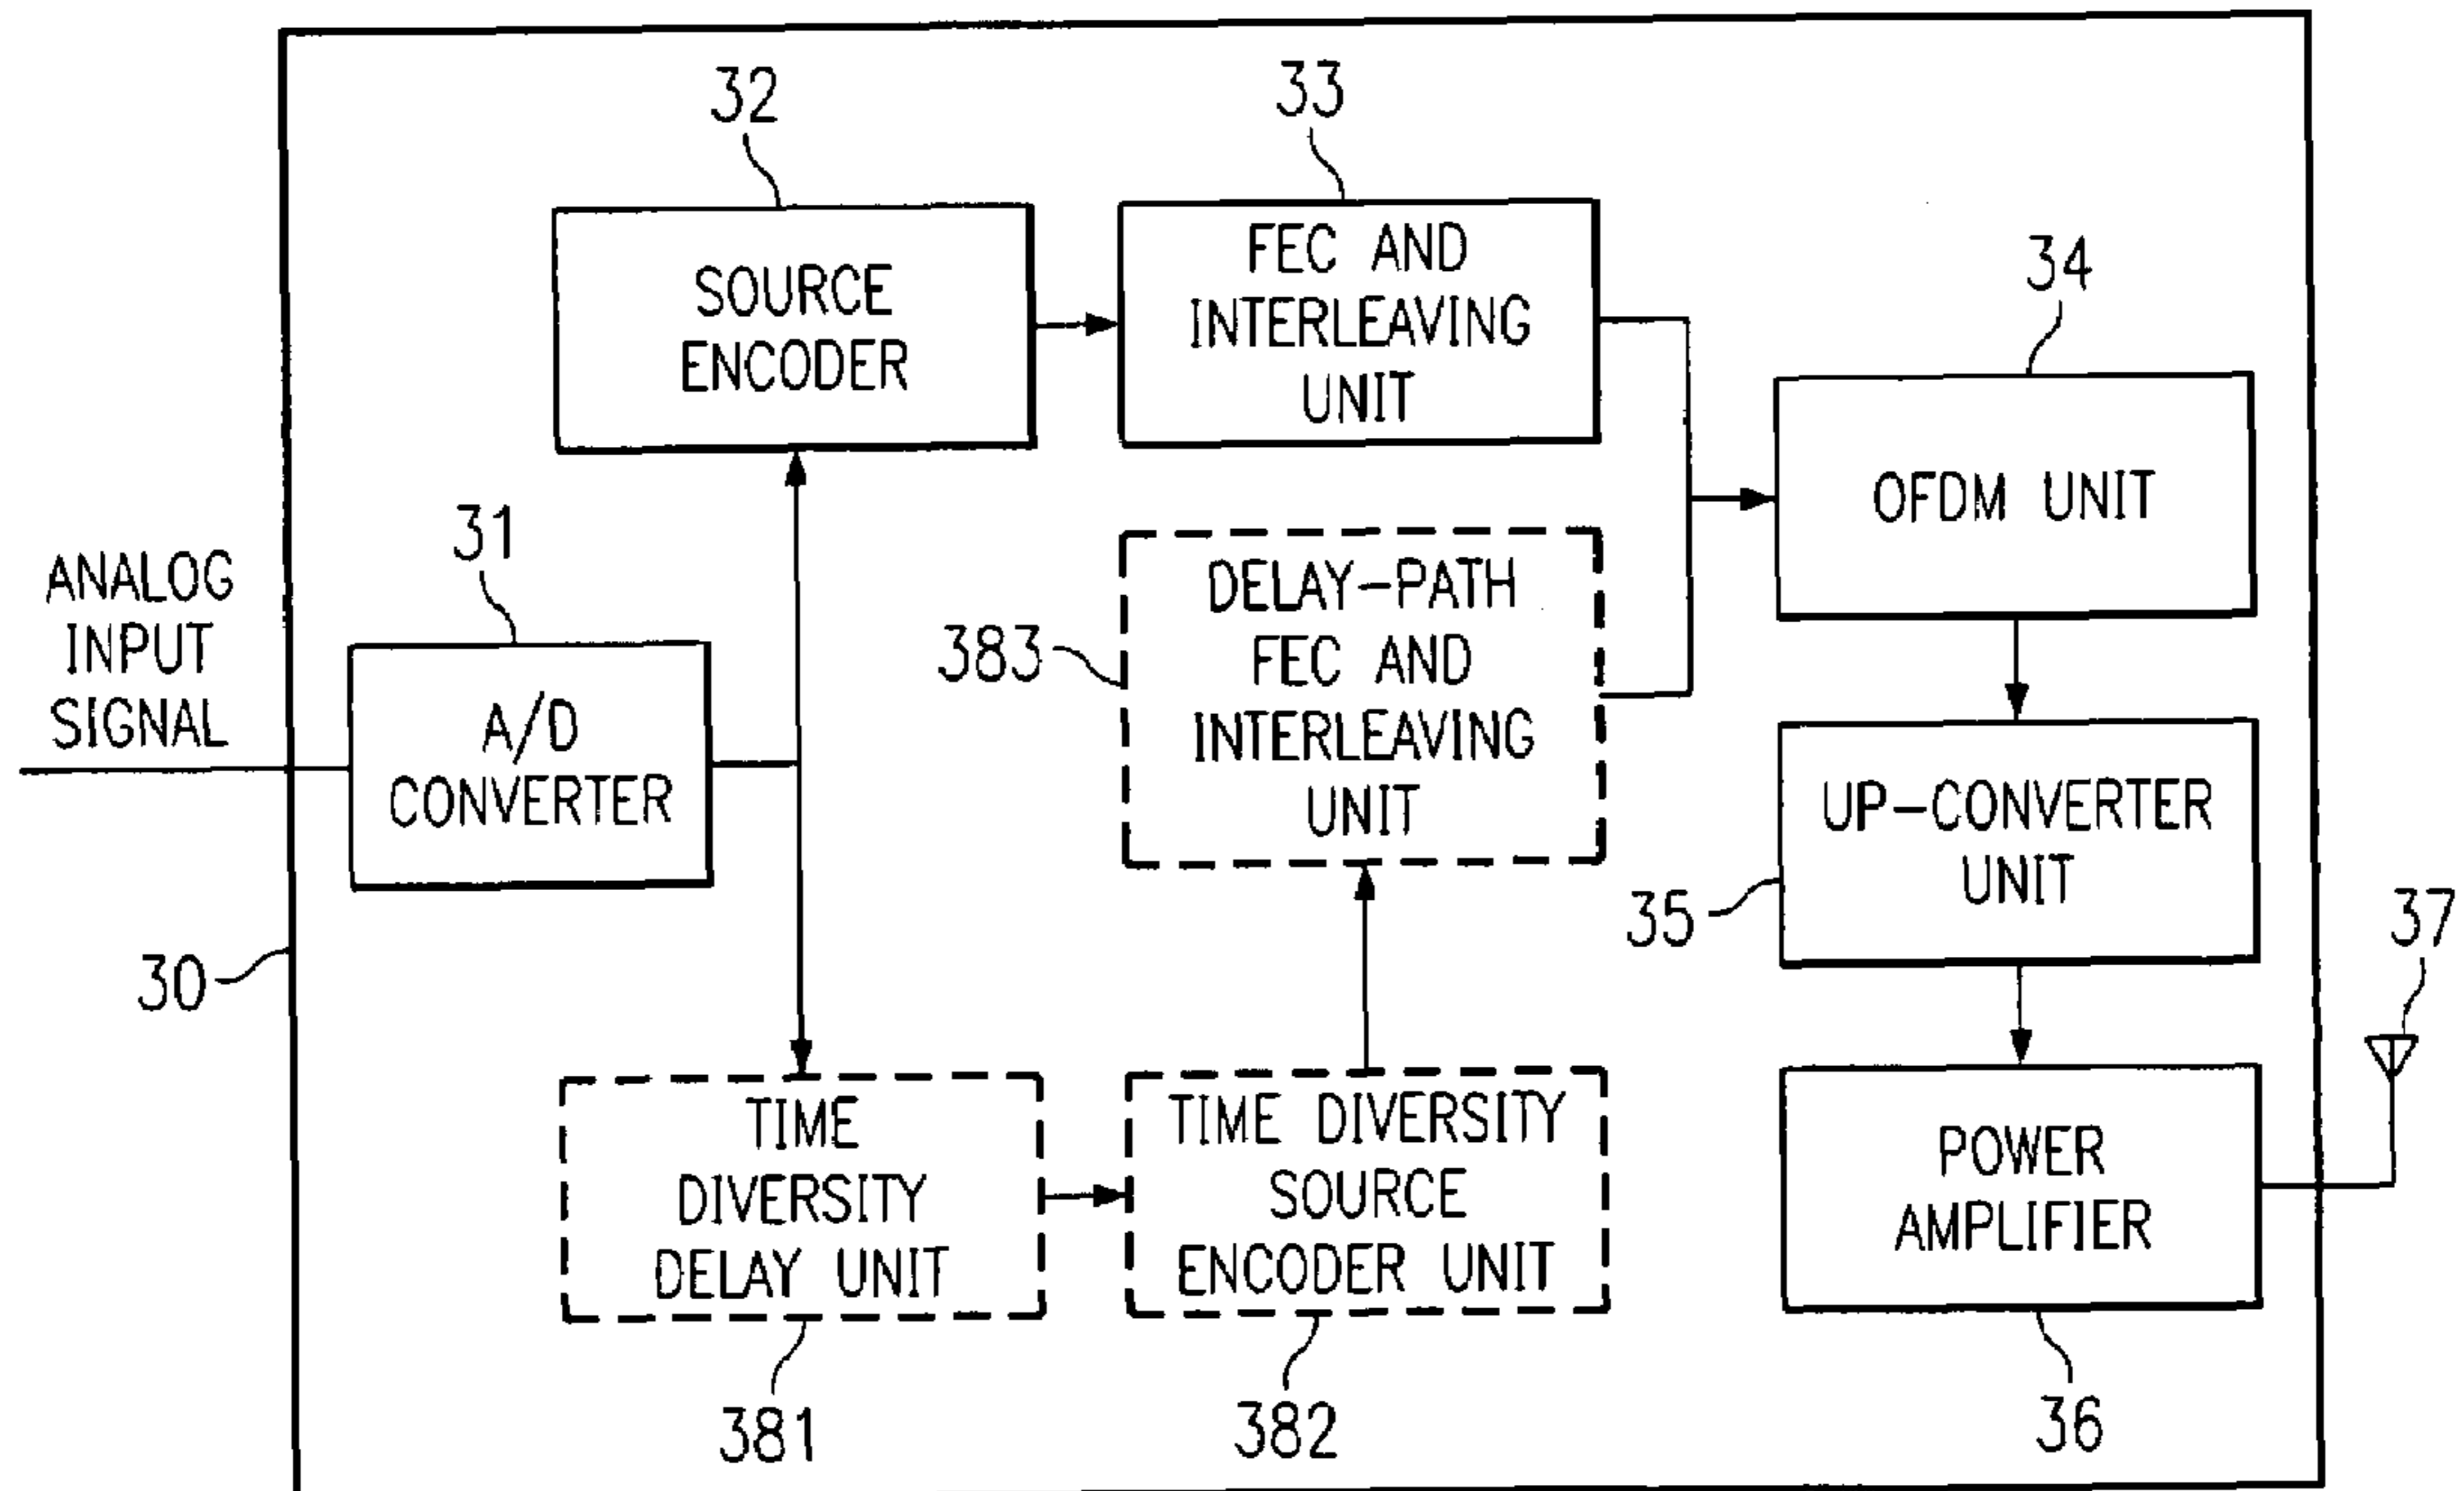 32
33
34
SOURCE
ENCODER
FEC AND
INTERLEAVING
UNIT
OFDM UNIT
31
ANALOG
INPUT
SIGNAL
A/D
CONVERTER
383
DELAY-PATH
FEC AND
INTERLEAVING
UNIT
UP-CONVERTER
UNIT
35
37
30
TIME
DIVERSITY
DELAY UNIT
TIME DIVERSITY
SOURCE
ENCODER UNIT
POWER
AMPLIFIER
381
382
36